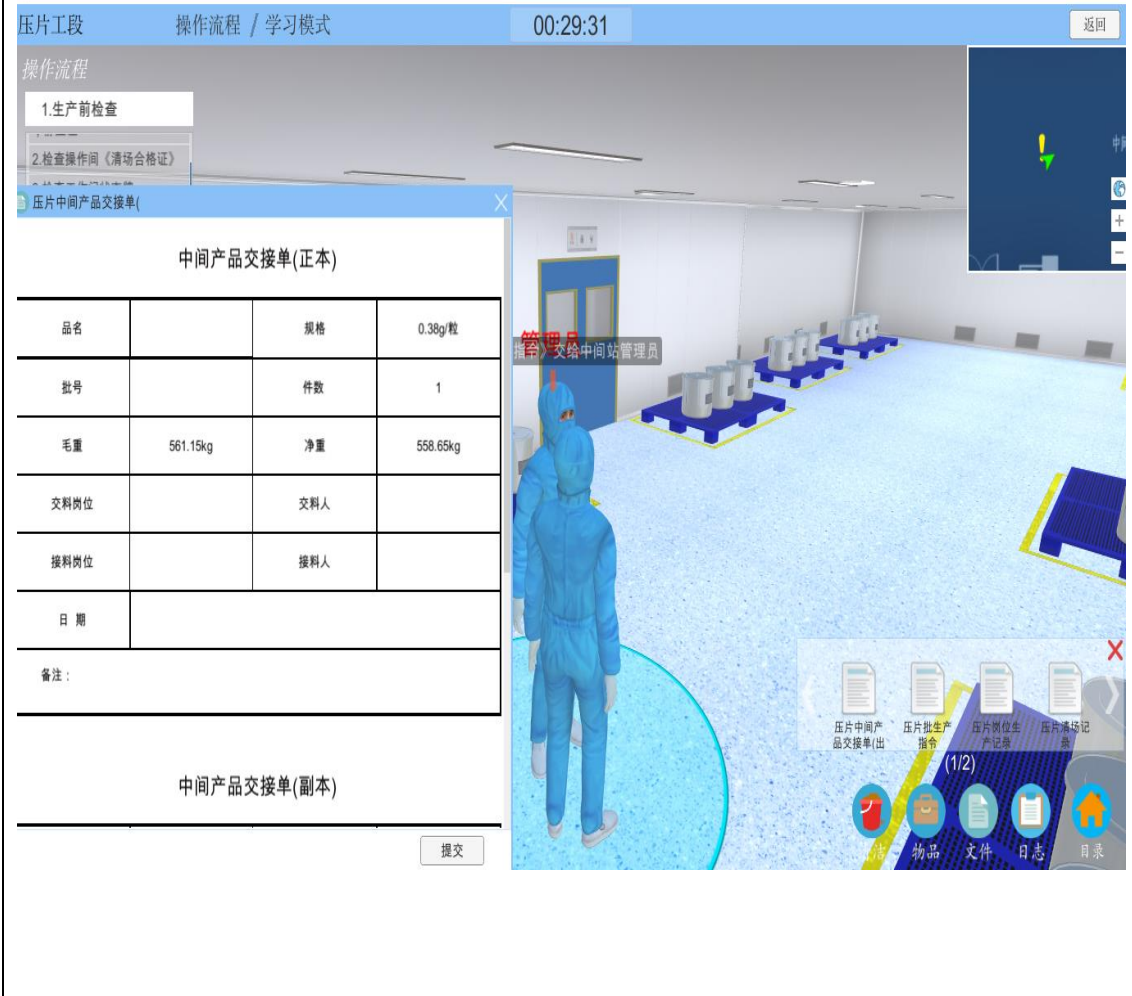 压片工段
操作流程 / 学习模式
00:29:31
返回
操作流程
1.生产前检查
2.检查操作间《清场合格证》
压片中间产品交接单(
中间产品交接单(正本)
品名 规格 0.38g/粒
批号 件数 1
毛重 561.15kg 净重 558.65kg
交料岗位 交料人
接料岗位 接料人
日 期
备注：
中间产品交接单(副本)
提交
管理员
指令》交给中间站管理员
中间
压片中间产
品交接单(出
压片批生产
指令
压片岗位生
产记录
压片清场记
录
(1/2)
洁
物品
文件
日志
目录